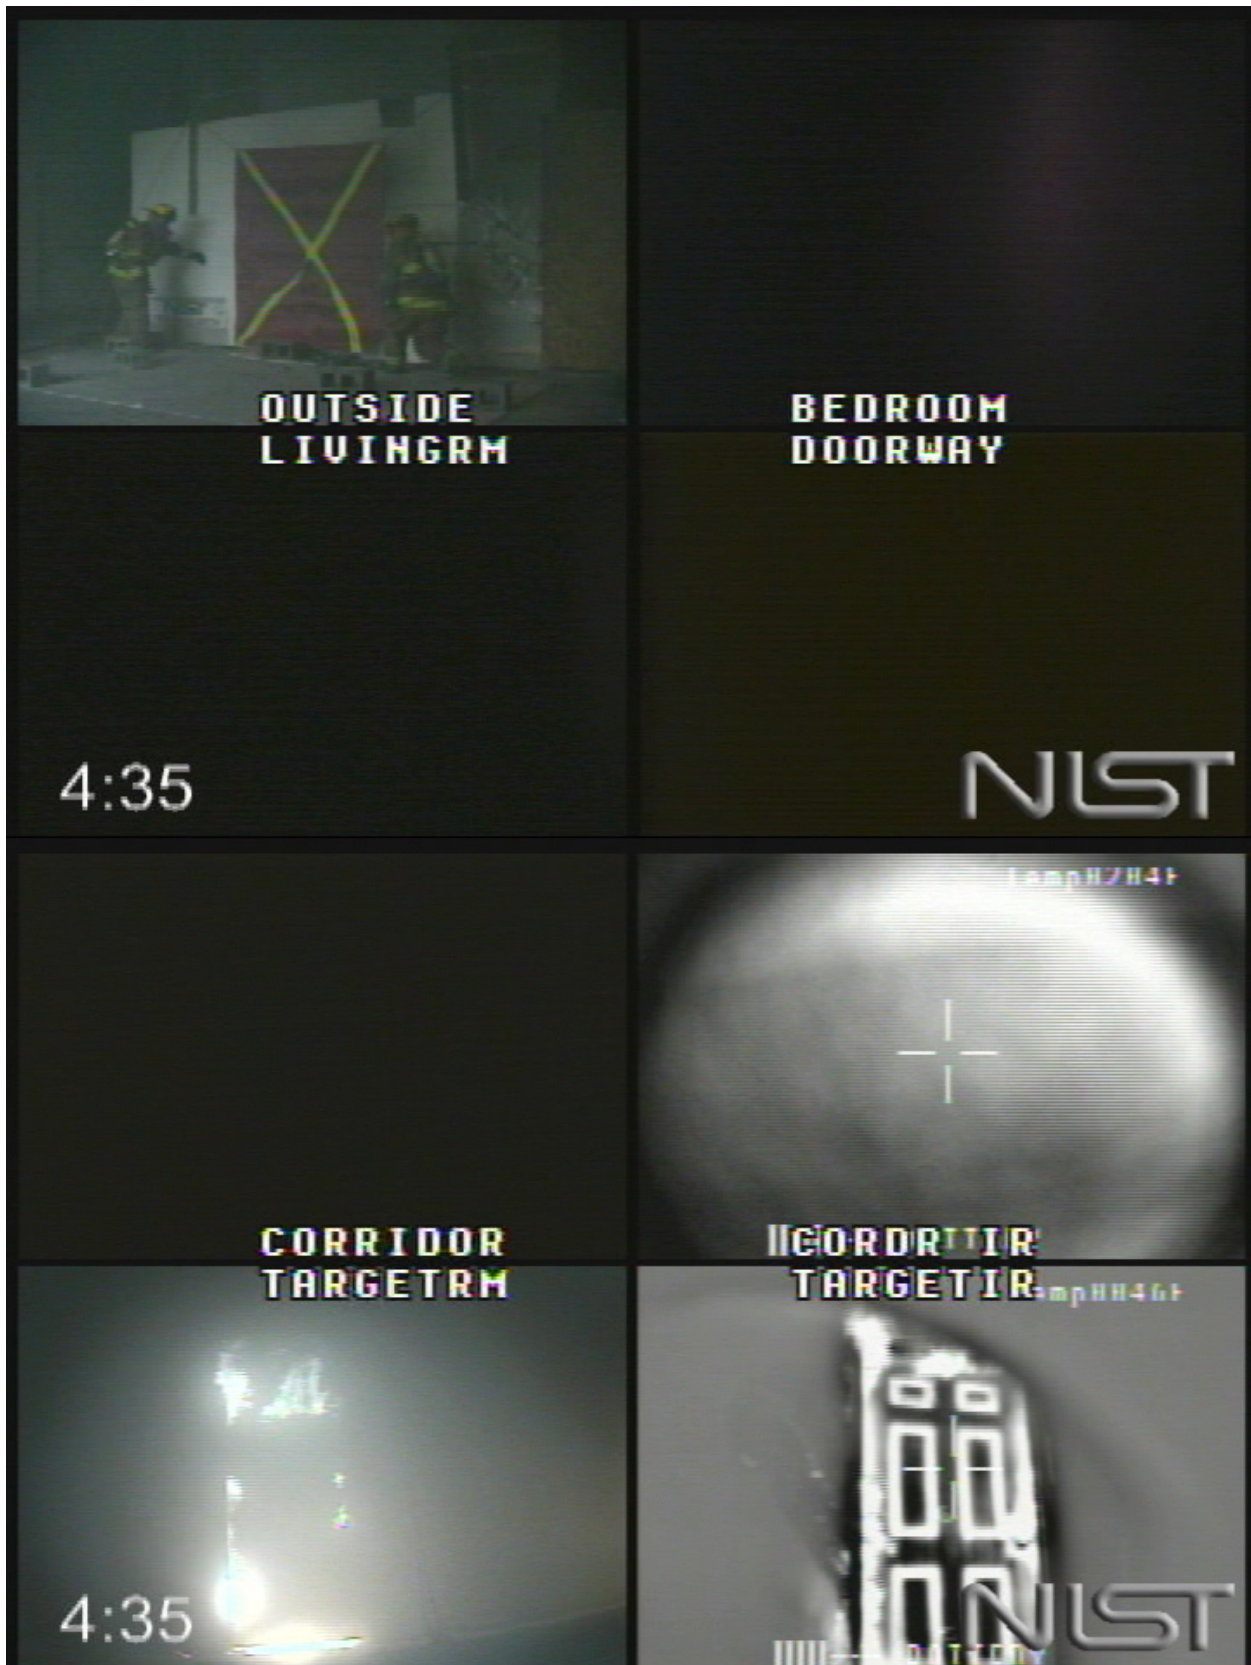 OUTSIDE
BEDROOM
LIVINGRM
DOORWAY
4:35
NIST
CORRIDOR
TARGETRM
TARGETIR
4:35
NIST